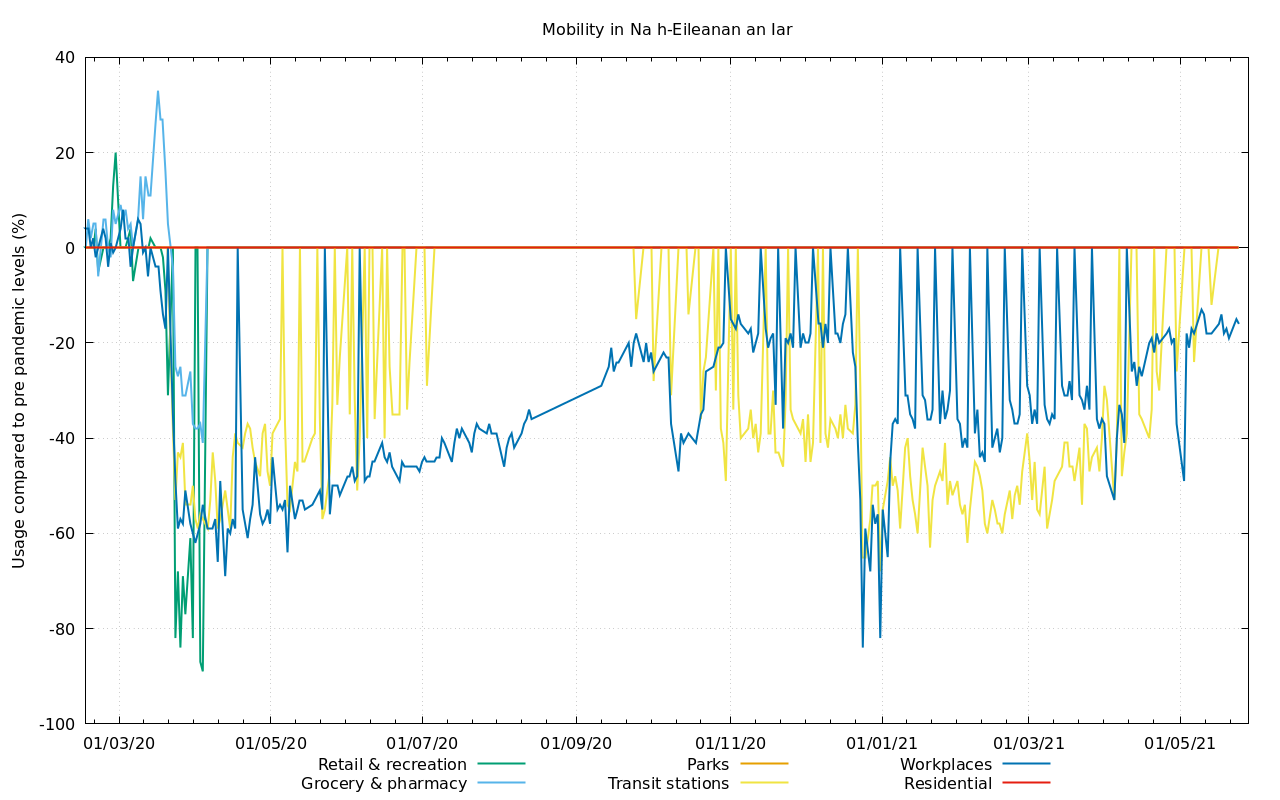 Mobility in Na h-Eileanan an Iar
Usage compared to pre pandemic levels (%)
40
20
0
-20
-40
-60
-80
-100
01/03/20 01/05/20 01/07/20 01/09/20 01/11/20 01/01/21 01/03/21 01/05/21
Retail & recreation Parks Workplaces
Grocery & pharmacy Transit stations Residential